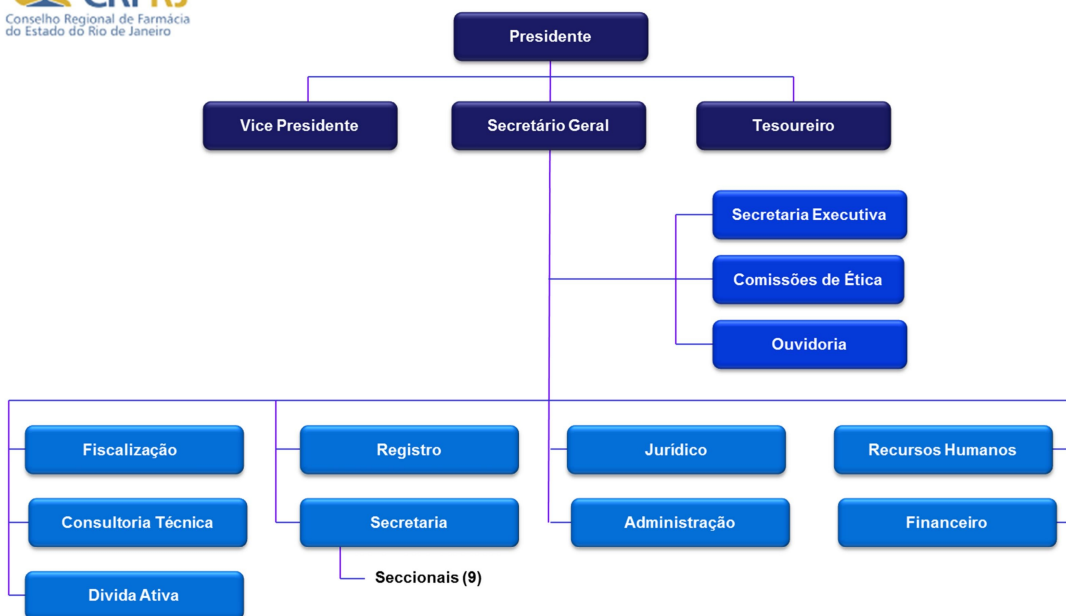 CRFRJ
Conselho Regional de Farmácia
do Estado do Rio de Janeiro
Presidente
Vice Presidente
Secretário Geral
Tesoureiro
Secretaria Executiva
Comissões de Ética
Ouvidoria
Fiscalização
Registro
Jurídico
Recursos Humanos
Consultoria Técnica
Secretaria
Administração
Financeiro
Seccionais (9)
Divida Ativa